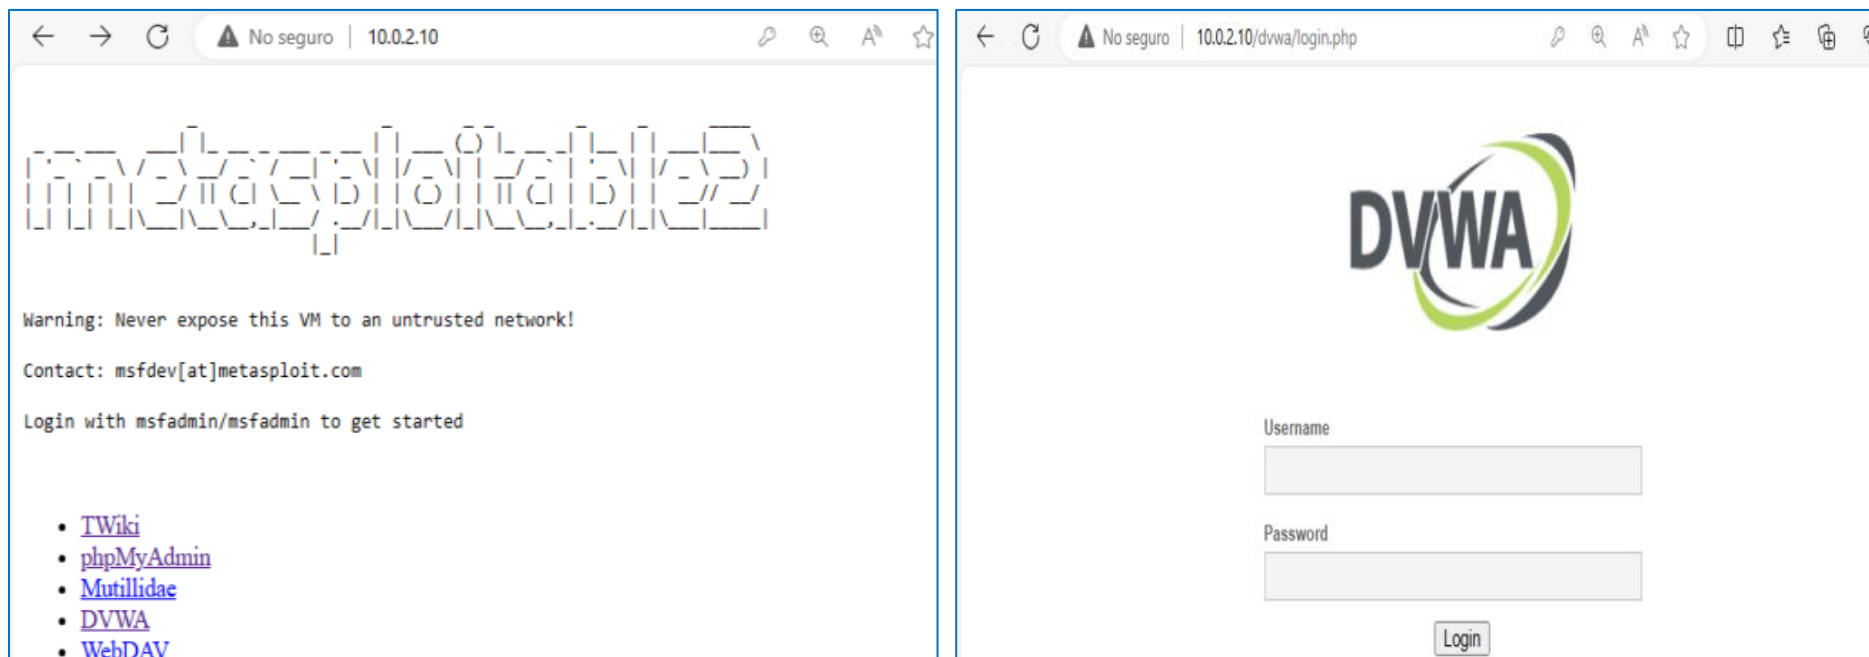 No seguro | 10.0.2.10
metasploitable2
Warning: Never expose this VM to an untrusted network!
Contact: msfdev[at]metasploit.com
Login with msfadmin/msfadmin to get started
TWiki
phpMyAdmin
Mutillidae
DVWA
WebDAV
No seguro | 10.0.2.10/dvwa/login.php
DVWA
Username
Password
Login